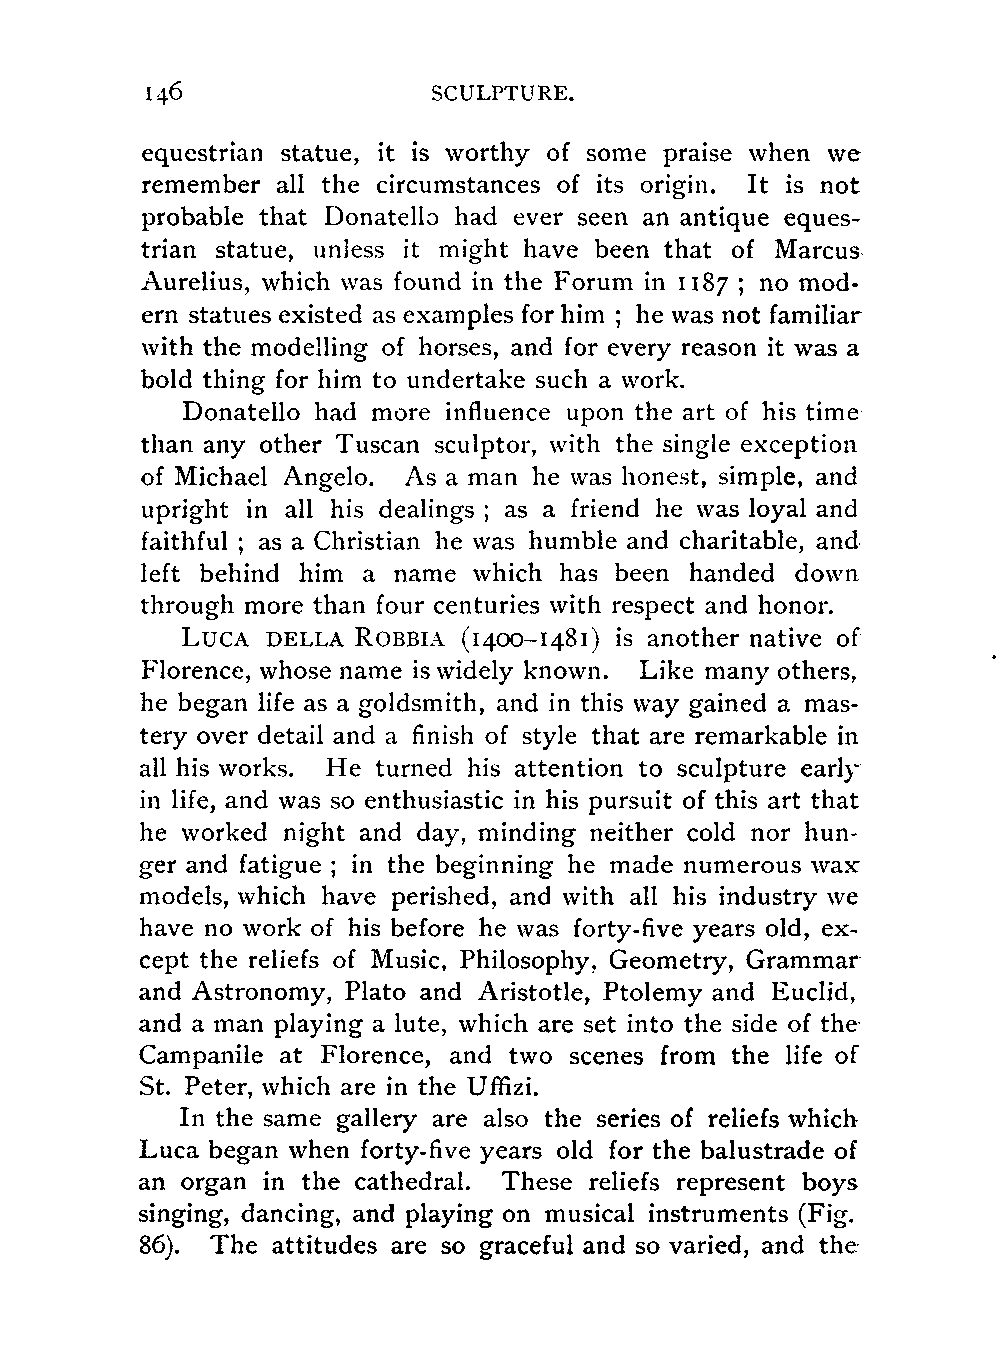 146 SCULPTURE.
equestrian statue, it is worthy of some praise when we
remember all the circumstances of its origin. It is not
probable that Donatello had ever seen an antique eques-
trian statue, unless it might have been that of Marcus
Aurelius, which was found in the Forum in 1187 ; no mod-
ern statues existed as examples for him ; he was not familiar
with the modelling of horses, and for every reason it was a
bold thing for him to undertake such a work.
Donatello had more influence upon the art of his time
than any other Tuscan sculptor, with the single exception
of Michael Angelo. As a man he was honest, simple, and
upright in all his dealings ; as a friend he was loyal and
faithful ; as a Christian he was humble and charitable, and
left behind him a name which has been handed down
through more than four centuries with respect and honor.
LUCA DELLA ROBBIA (1400–1481) is another native of
Florence, whose name is widely known. Like many others,
he began life as a goldsmith, and in this way gained a mas-
tery over detail and a finish of style that are remarkable in
all his works. He turned his attention to sculpture early
in life, and was so enthusiastic in his pursuit of this art that
he worked night and day, minding neither cold nor hun-
ger and fatigue ; in the beginning he made numerous wax
models, which have perished, and with all his industry we
have no work of his before he was forty-five years old, ex-
cept the reliefs of Music, Philosophy, Geometry, Grammar
and Astronomy, Plato and Aristotle, Ptolemy and Euclid,
and a man playing a lute, which are set into the side of the
Campanile at Florence, and two scenes from the life of
St. Peter, which are in the Uffizi.
In the same gallery are also the series of reliefs which
Luca began when forty-five years old for the balustrade of
an organ in the cathedral. These reliefs represent boys
singing, dancing, and playing on musical instruments (Fig.
86). The attitudes are so graceful and so varied, and the